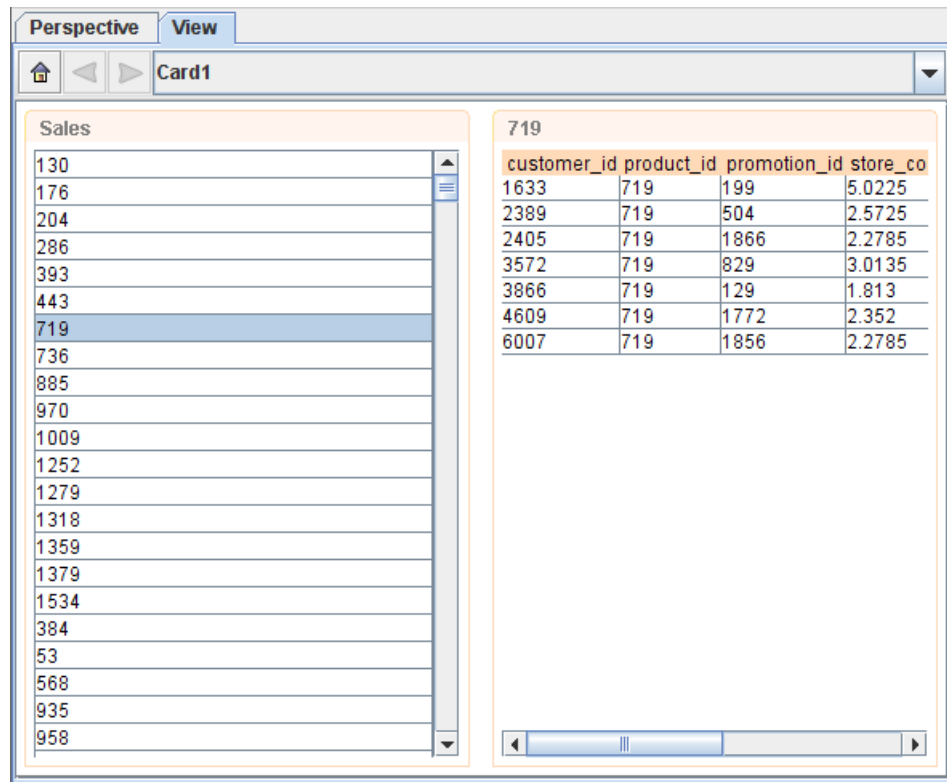 Perspective View
Card1
Sales
130
176
204
286
393
443
719
736
885
970
1009
1252
1279
1318
1359
1379
1534
384
53
568
935
958
719
customer_id product_id promotion_id store_co
1633 719 199 5.0225
2389 719 504 2.5725
2405 719 1866 2.2785
3572 719 829 3.0135
3866 719 129 1.813
4609 719 1772 2.352
6007 719 1856 2.2785